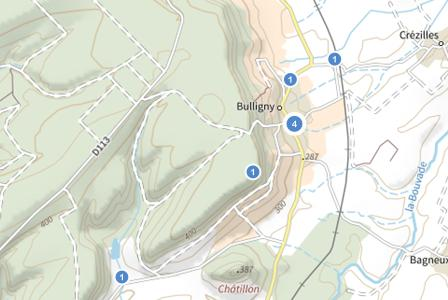 Crézilles
1
1
Bulligny
4
D113
.287
1
la Bouvade
300
400
400
Bagneux
1
.387
Châtillon